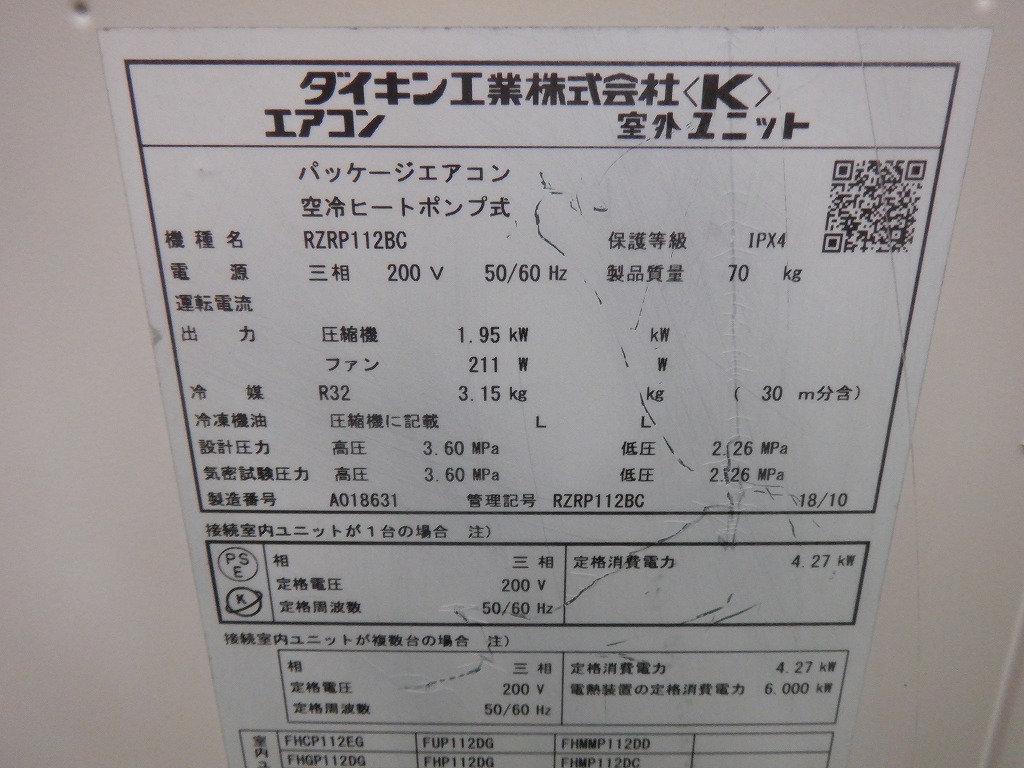 ダイキン工業株式会社〈K〉
エアコン 室外ユニット
パッケージエアコン
空冷ヒートポンプ式
機種名 RZRP112BC 保護等級 IPX4
電源 三相 200 V 50/60 Hz 製品質量 70 kg
運転電流
出力 圧縮機 1.95 kW kW
ファン 211 W W
冷媒 R32 3.15 kg kg ( 30 m分含)
冷凍機油 圧縮機に記載 L L
設計圧力 高圧 3.60 MPa 低圧 2.26 MPa
気密試験圧力 高圧 3.60 MPa 低圧 2.26 MPa
製造番号 A018631 管理記号 RZRP112BC 18/10
接続室内ユニットが1台の場合 注)
PSE 相 三相 定格消費電力 4.27 kW
定格電圧 200 V
K 定格周波数 50/60 Hz
接続室内ユニットが複数台の場合 注)
相 三相 定格消費電力 4.27 kW
定格電圧 200 V 電熱装置の定格消費電力 6.000 kW
定格周波数 50/60 Hz
室内ユ FHCP112EG FUP112DG FHMMP112DD
FHGP112DG FHP112DG FHMP112DC